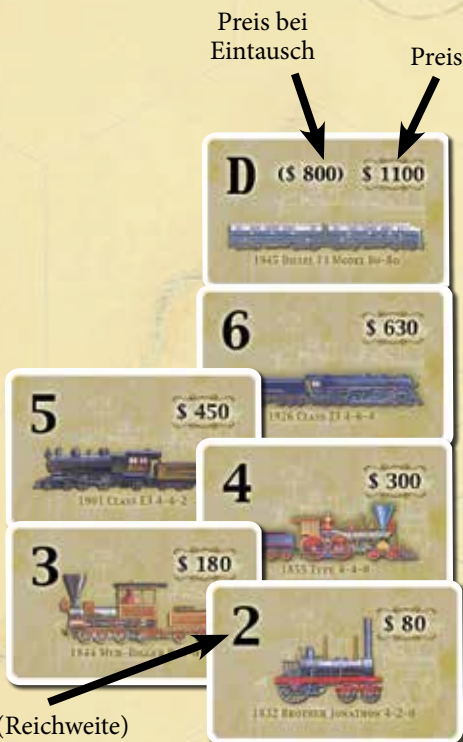 Preis bei
Eintausch
Preis
D ($ 800) $ 1100
1945 Diesel F3 Model Bo-Bo
6 $ 630
1926 Class 4-6-4
5 $ 450
1901 Class E3 4-4-2
4 $ 300
1855 Type 4-4-0
3 $ 180
1844
2 $ 80
1832 Brother Jonathon 4-2-0
(Reichweite)